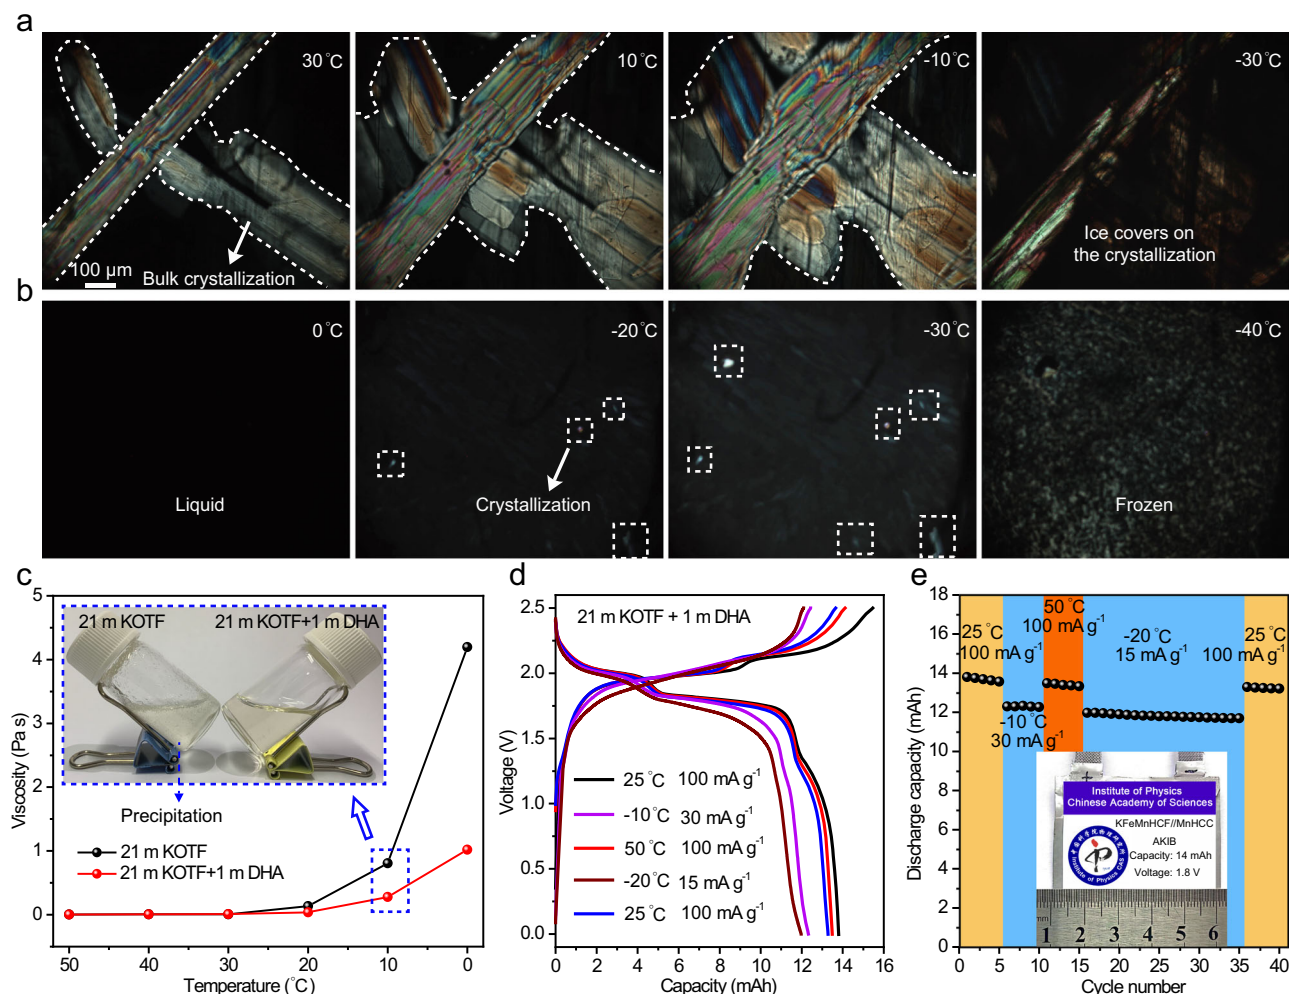 a
30°C
10°C
-10°C
-30°C
100 μm
Bulk crystallization
Ice covers on
the crystallization
b
0°C
-20°C
-30°C
-40°C
Liquid
Crystallization
Frozen
c
Viscosity (Pa s)
5
4
3
2
1
0
21 m KOTF
21 m KOTF+1 m DHA
Precipitation
21 m KOTF
21 m KOTF+1 m DHA
50
40
30
20
10
0
Temperature (°C)
d
Voltage (V)
2.5
2.0
1.5
1.0
0.5
0.0
21 m KOTF + 1 m DHA
25°C 100 mA g-1
-10°C 30 mA g-1
50°C 100 mA g-1
-20°C 15 mA g-1
25°C 100 mA g-1
0
2
4
6
8
10
12
14
16
Capacity (mAh)
e
Discharge capacity (mAh)
18
16
14
12
10
8
6
4
2
0
25°C
100 mA g-1
-10°C
30 mA g-1
50°C
100 mA g-1
-20°C
15 mA g-1
25°C
100 mA g-1
Institute of Physics
Chinese Academy of Sciences
KFeMnHCF//MnHCC
AKIB
Capacity: 14 mAh
Voltage: 1.8 V
Institute of Physics CAS
mm
1 2 3 4 5 6
0
5
10
15
20
25
30
35
40
Cycle number